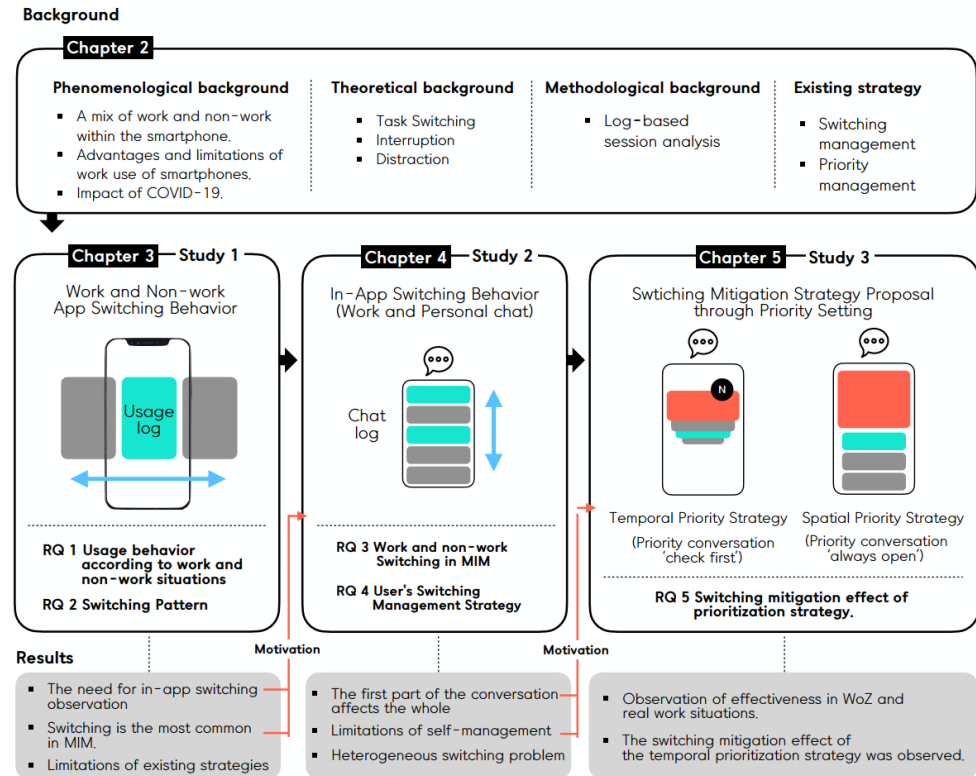 Background
Chapter 2
Phenomenological background
▪ A mix of work and non-work
within the smartphone.
▪ Advantages and limitations of
work use of smartphones.
▪ Impact of COVID-19.
Theoretical background
▪ Task Switching
▪ Interruption
▪ Distraction
Methodological background
▪ Log-based
session analysis
Existing strategy
▪ Switching
management
▪ Priority
management
Chapter 3 Study 1
Work and Non-work
App Switching Behavior
Usage
log
RQ 1 Usage behavior
according to work and
non-work situations
RQ 2 Switching Pattern
Chapter 4 Study 2
In-App Switching Behavior
(Work and Personal chat)
Chat
log
RQ 3 Work and non-work
Switching in MIM
RQ 4 User's Switching
Management Strategy
Chapter 5 Study 3
Swtiching Mitigation Strategy Proposal
through Priority Setting
N
Temporal Priority Strategy
(Priority conversation
'check first')
Spatial Priority Strategy
(Priority conversation
'always open')
RQ 5 Switching mitigation effect of
prioritization strategy.
Motivation
Motivation
Results
▪ The need for in-app switching
observation
▪ Switching is the most common
in MIM.
▪ Limitations of existing strategies
▪ The first part of the conversation
affects the whole
▪ Limitations of self-management
▪ Heterogeneous switching problem
▪ Observation of effectiveness in WoZ and
real work situations.
▪ The switching mitigation effect of
the temporal prioritization strategy was observed.